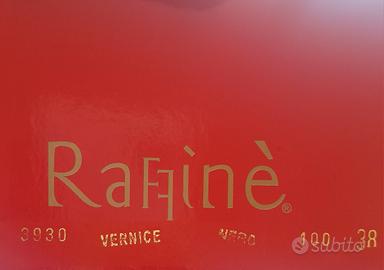 Raffinè®
3930 VERNICE NERO 100 38
subito